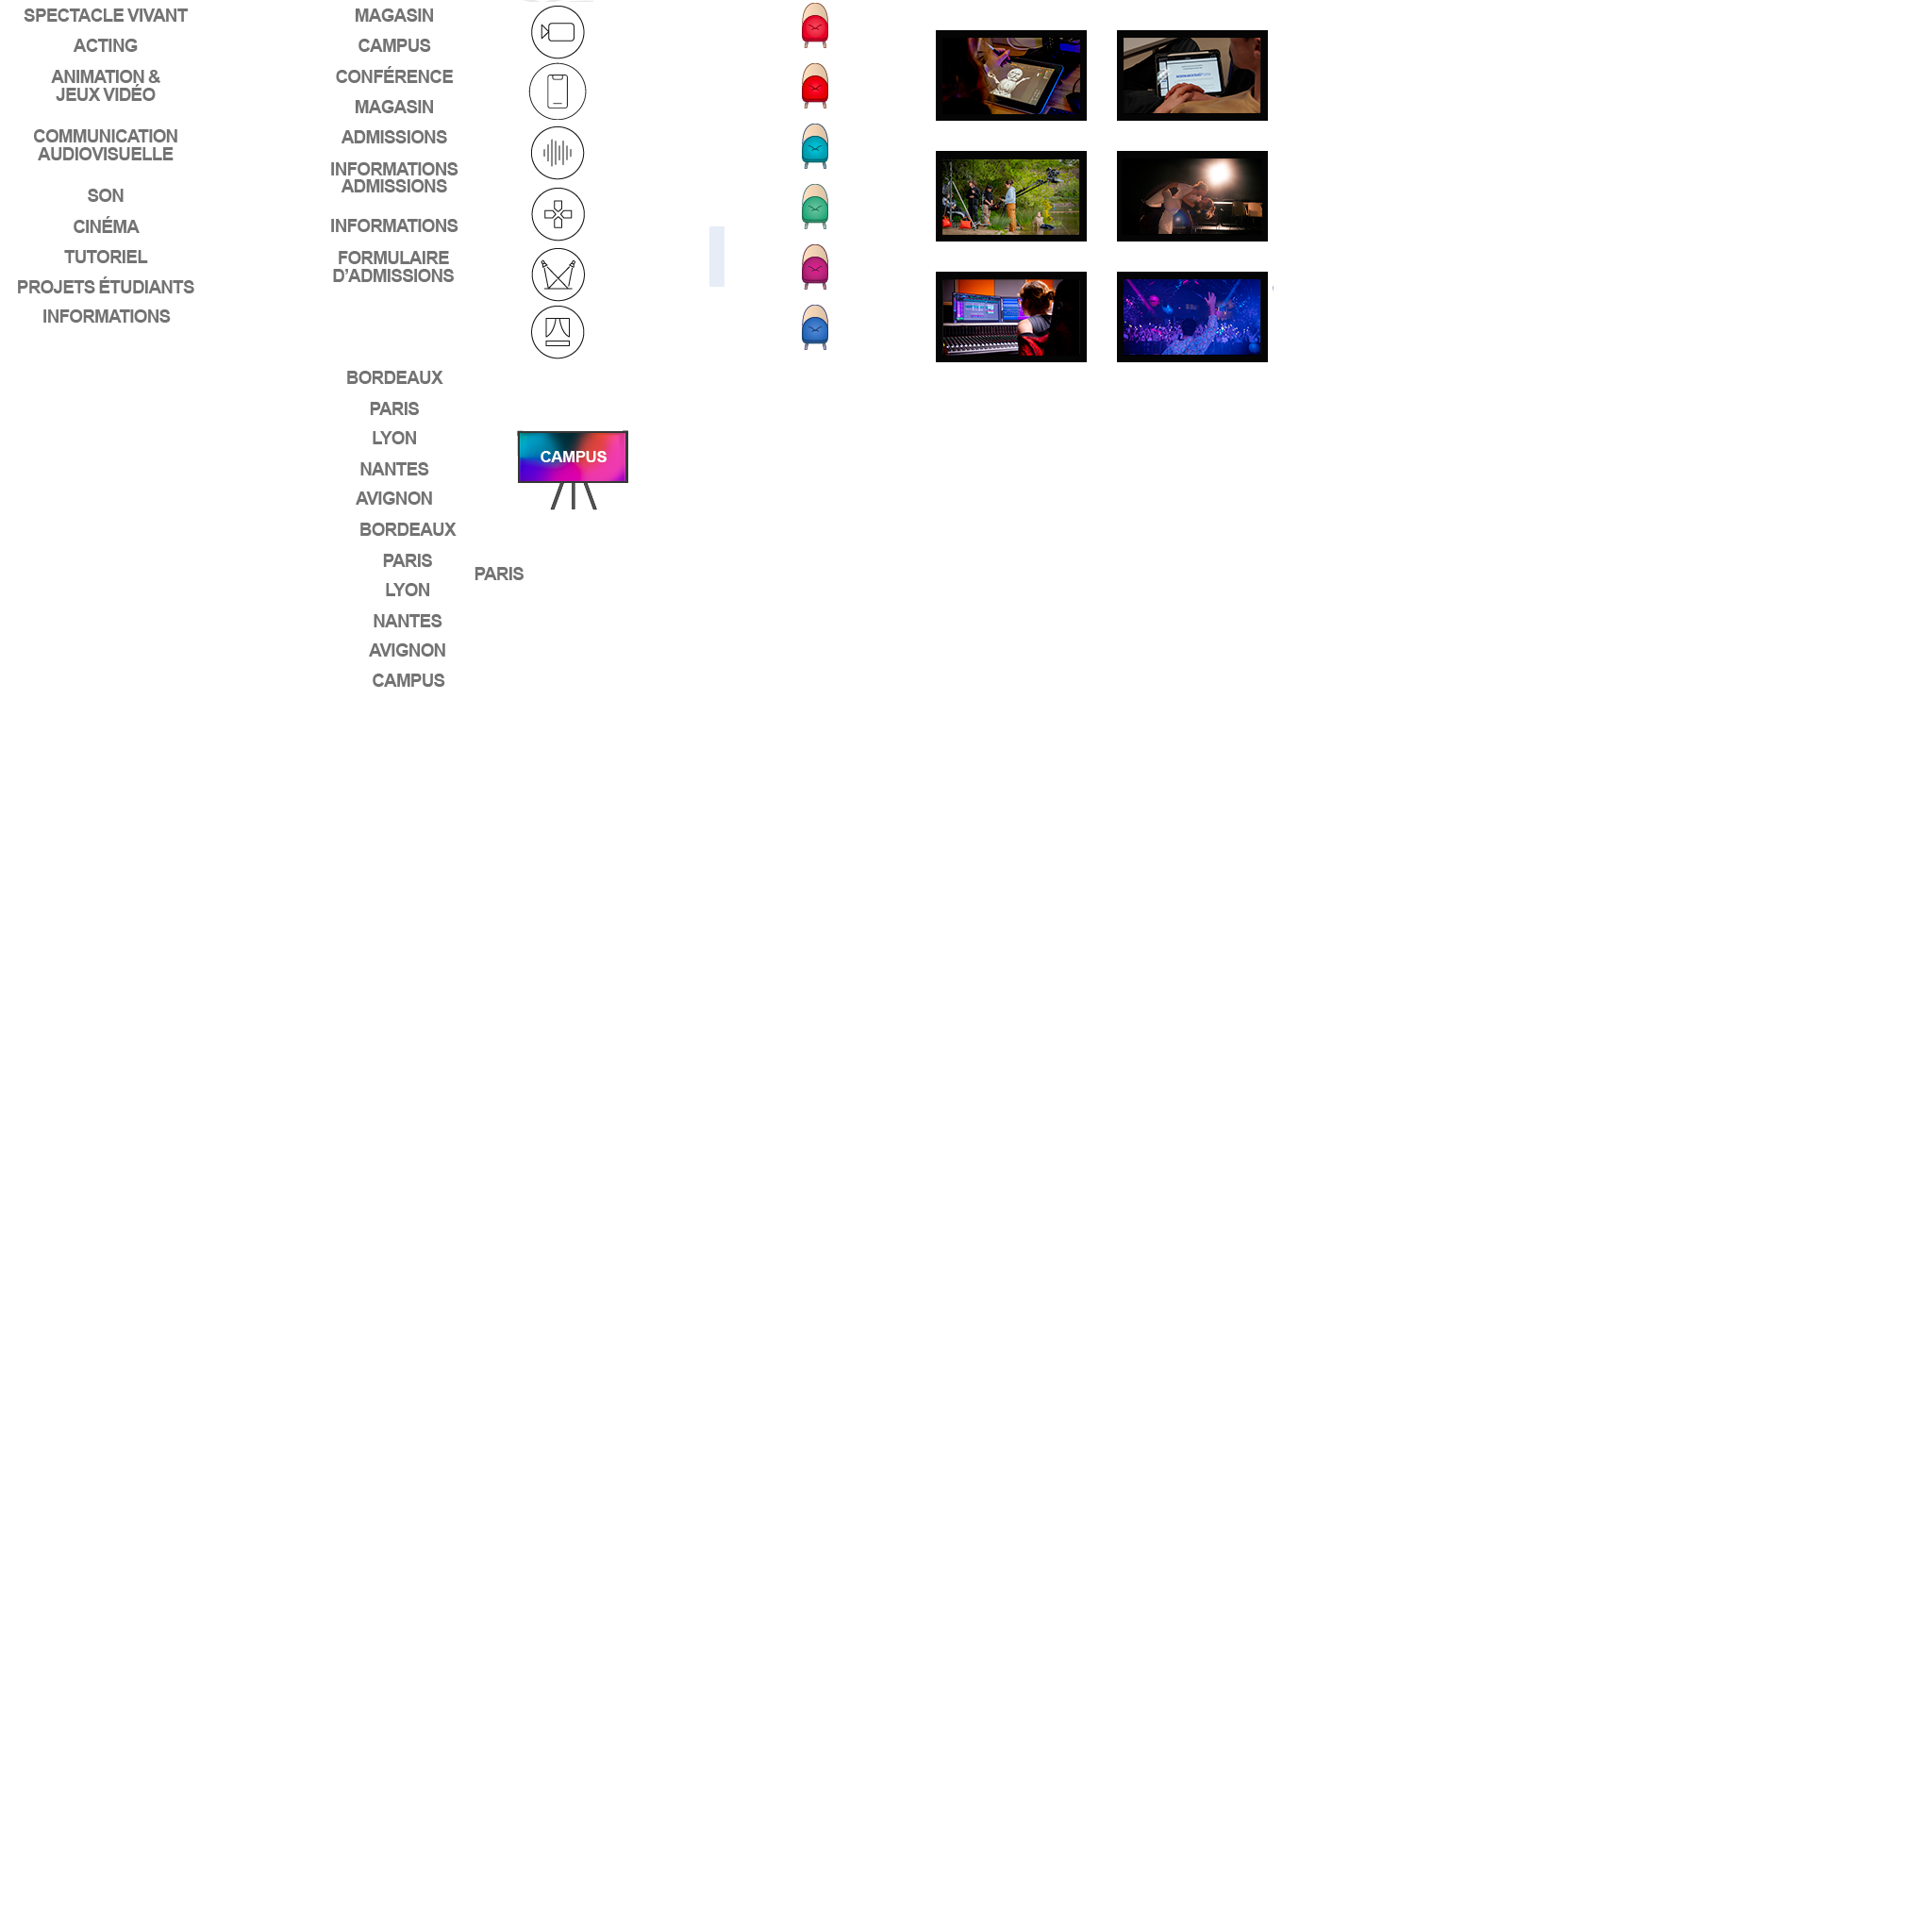 SPECTACLE VIVANT
ACTING
ANIMATION &
JEUX VIDÉO
COMMUNICATION
AUDIOVISUELLE
SON
CINÉMA
TUTORIEL
PROJETS ÉTUDIANTS
INFORMATIONS
MAGASIN
CAMPUS
CONFÉRENCE
MAGASIN
ADMISSIONS
INFORMATIONS
ADMISSIONS
INFORMATIONS
FORMULAIRE
D’ADMISSIONS
BORDEAUX
PARIS
LYON
NANTES
AVIGNON
BORDEAUX
PARIS
LYON
NANTES
AVIGNON
CAMPUS
PARIS
CAMPUS